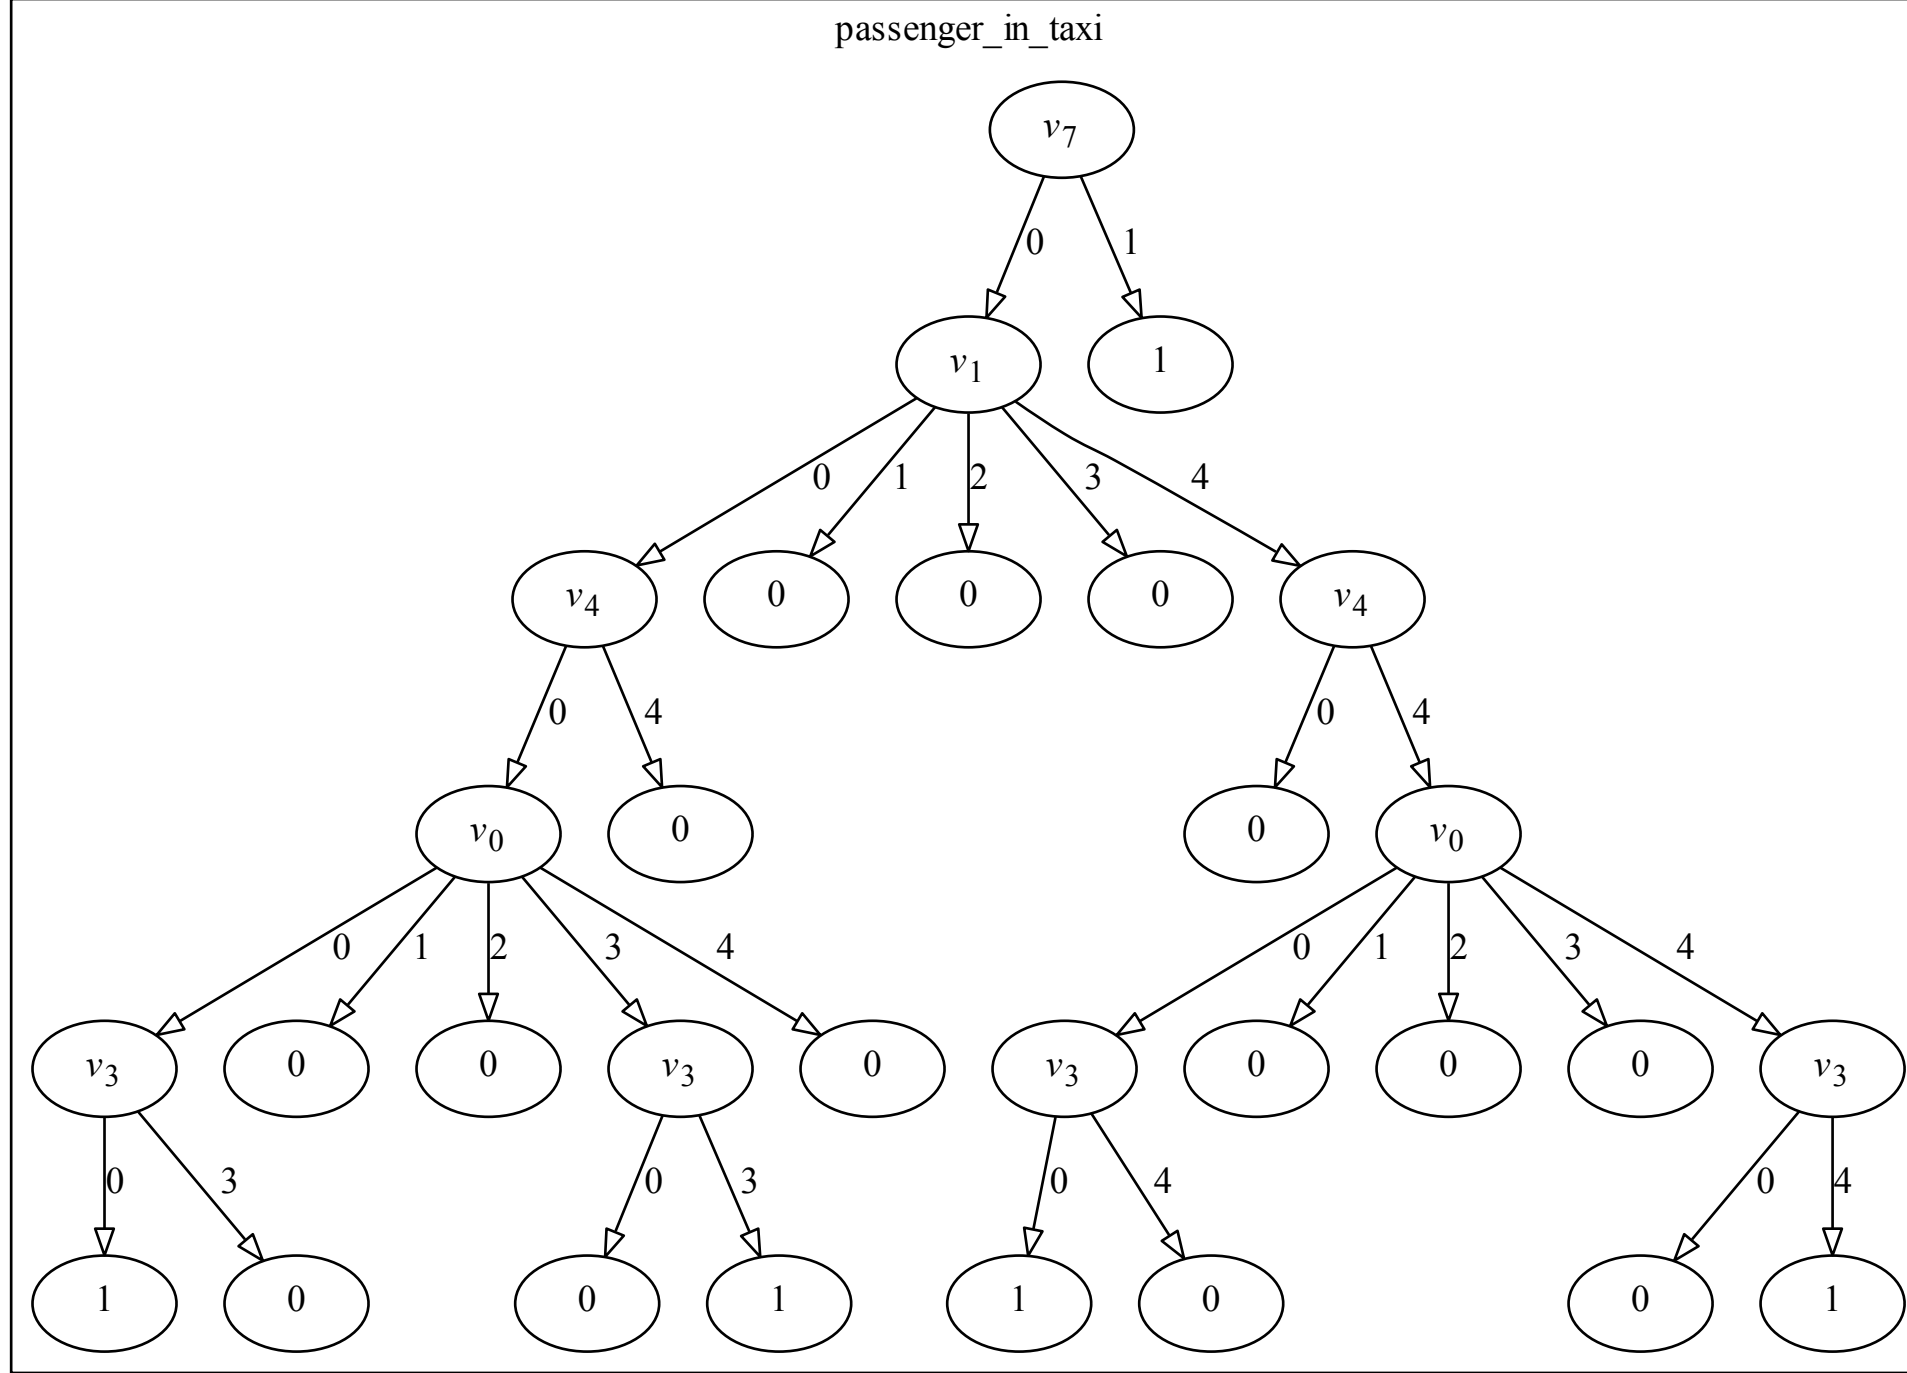 passenger_in_taxi
v7
0 1
v1 1
0 1 2 3 4
v4 0 0 0 v4
0 4 0 4
v0 0 0 v0
0 1 2 3 4 0 1 2 3 4
v3 0 0 v3 0 v3 0 0 0 v3
0 3 0 3 0 4 0 4
1 0 0 1 1 0 0 1